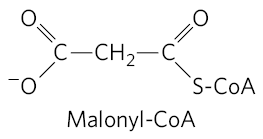 O O
C—CH₂—C
⁻O S-CoA
Malonyl-CoA